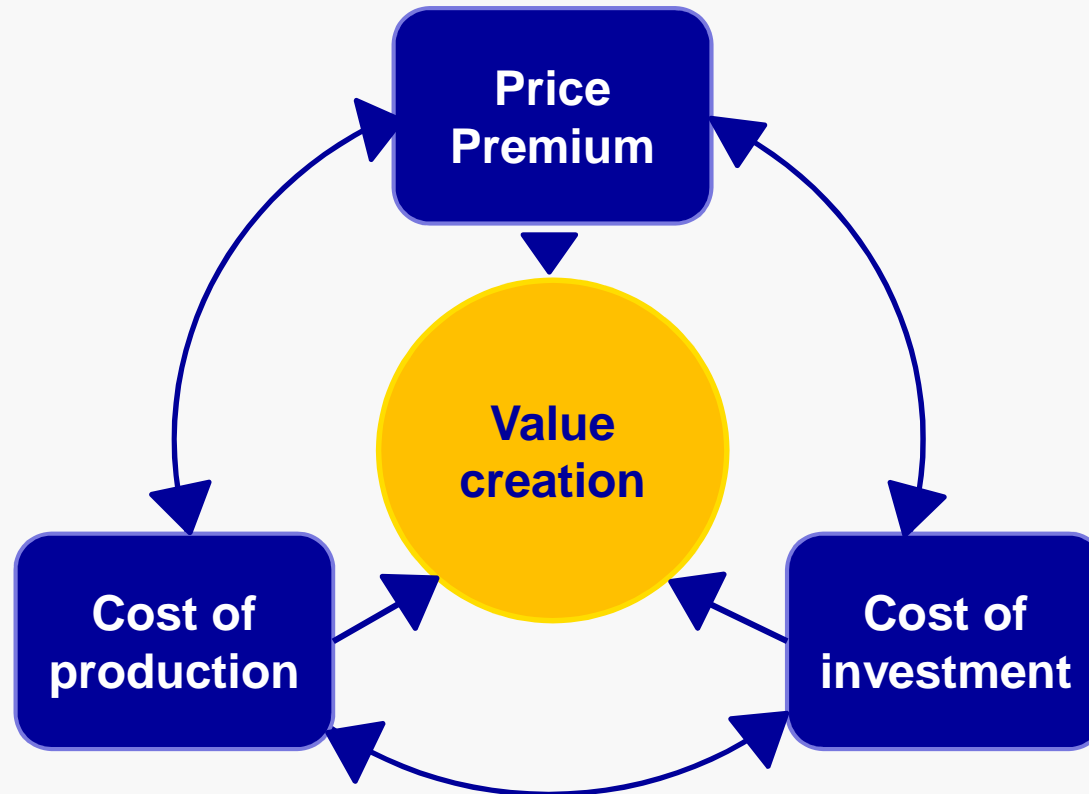 Price
Premium
Value
creation
Cost of
production
Cost of
investment